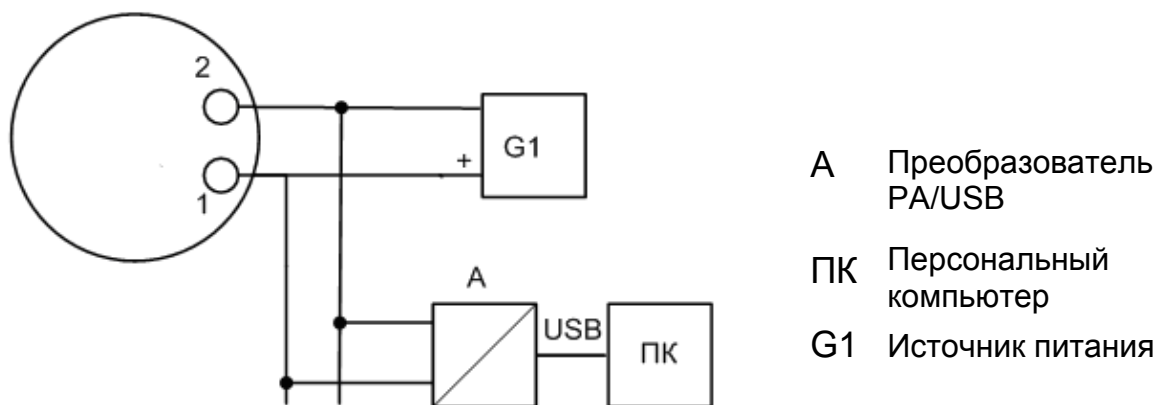 2
G1
+
1
A
USB
ПК
А Преобразователь
PA/USB
ПК Персональный
компьютер
G1 Источник питания